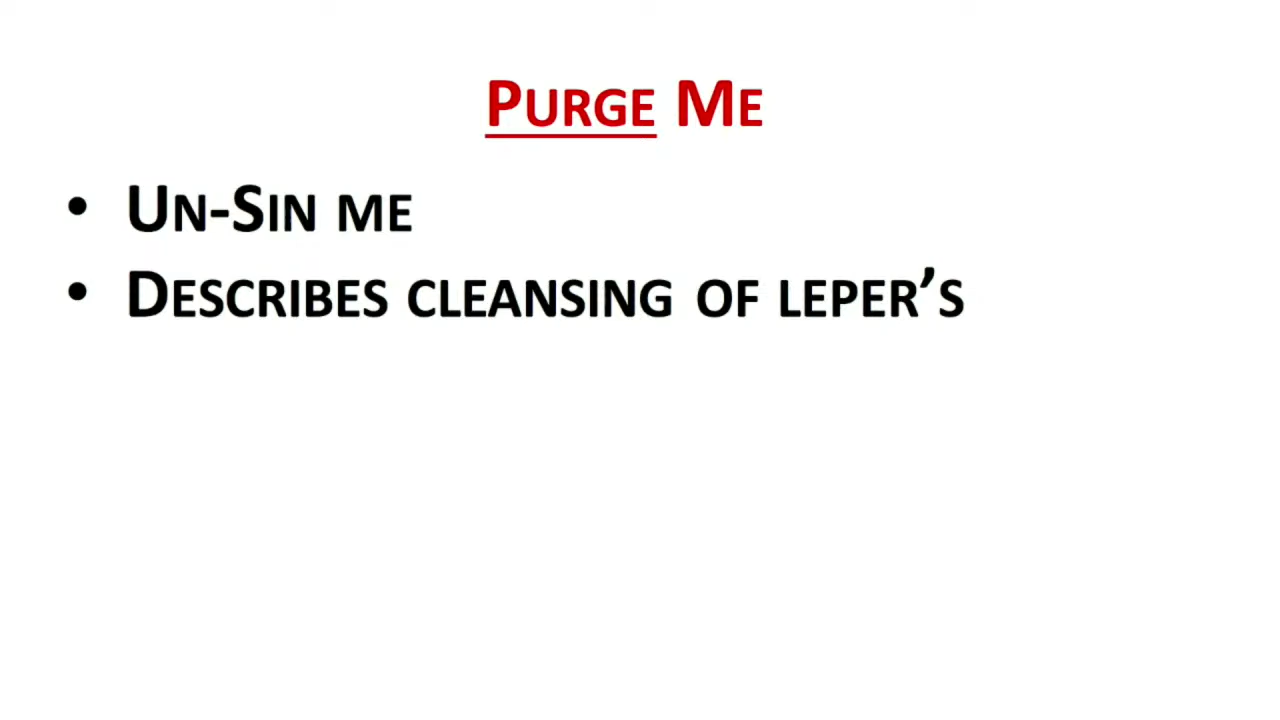 Purge Me
• Un-Sin me
• Describes cleansing of leper’s